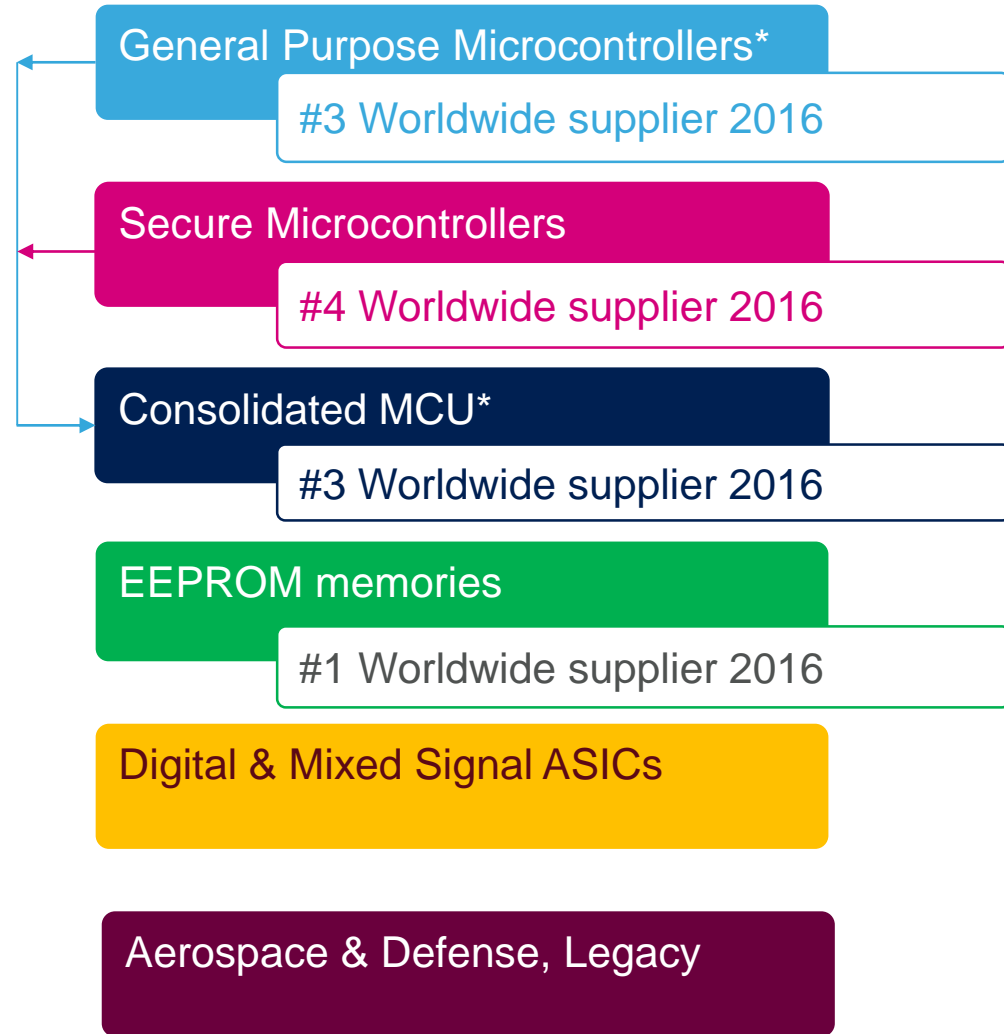 General Purpose Microcontrollers*
#3 Worldwide supplier 2016
Secure Microcontrollers
#4 Worldwide supplier 2016
Consolidated MCU*
#3 Worldwide supplier 2016
EEPROM memories
#1 Worldwide supplier 2016
Digital & Mixed Signal ASICs
Aerospace & Defense, Legacy